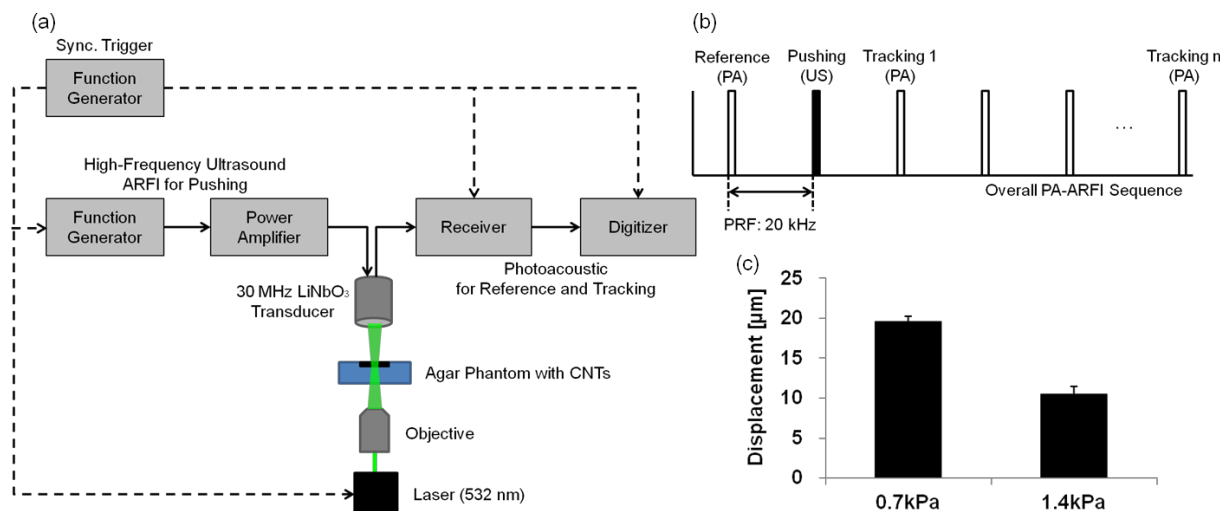 (a)
Sync. Trigger
Function
Generator
High-Frequency Ultrasound
ARFI for Pushing
Function
Generator
Power
Amplifier
Receiver
Digitizer
Photoacoustic
for Reference and Tracking
30 MHz LiNbO₃
Transducer
Agar Phantom with CNTs
Objective
Laser (532 nm)
(b)
Reference
(PA)
Pushing
(US)
Tracking 1
(PA)
Tracking n
(PA)
...
Overall PA-ARFI Sequence
PRF: 20 kHz
(c)
Displacement [µm]
25
20
15
10
5
0
0.7kPa
1.4kPa